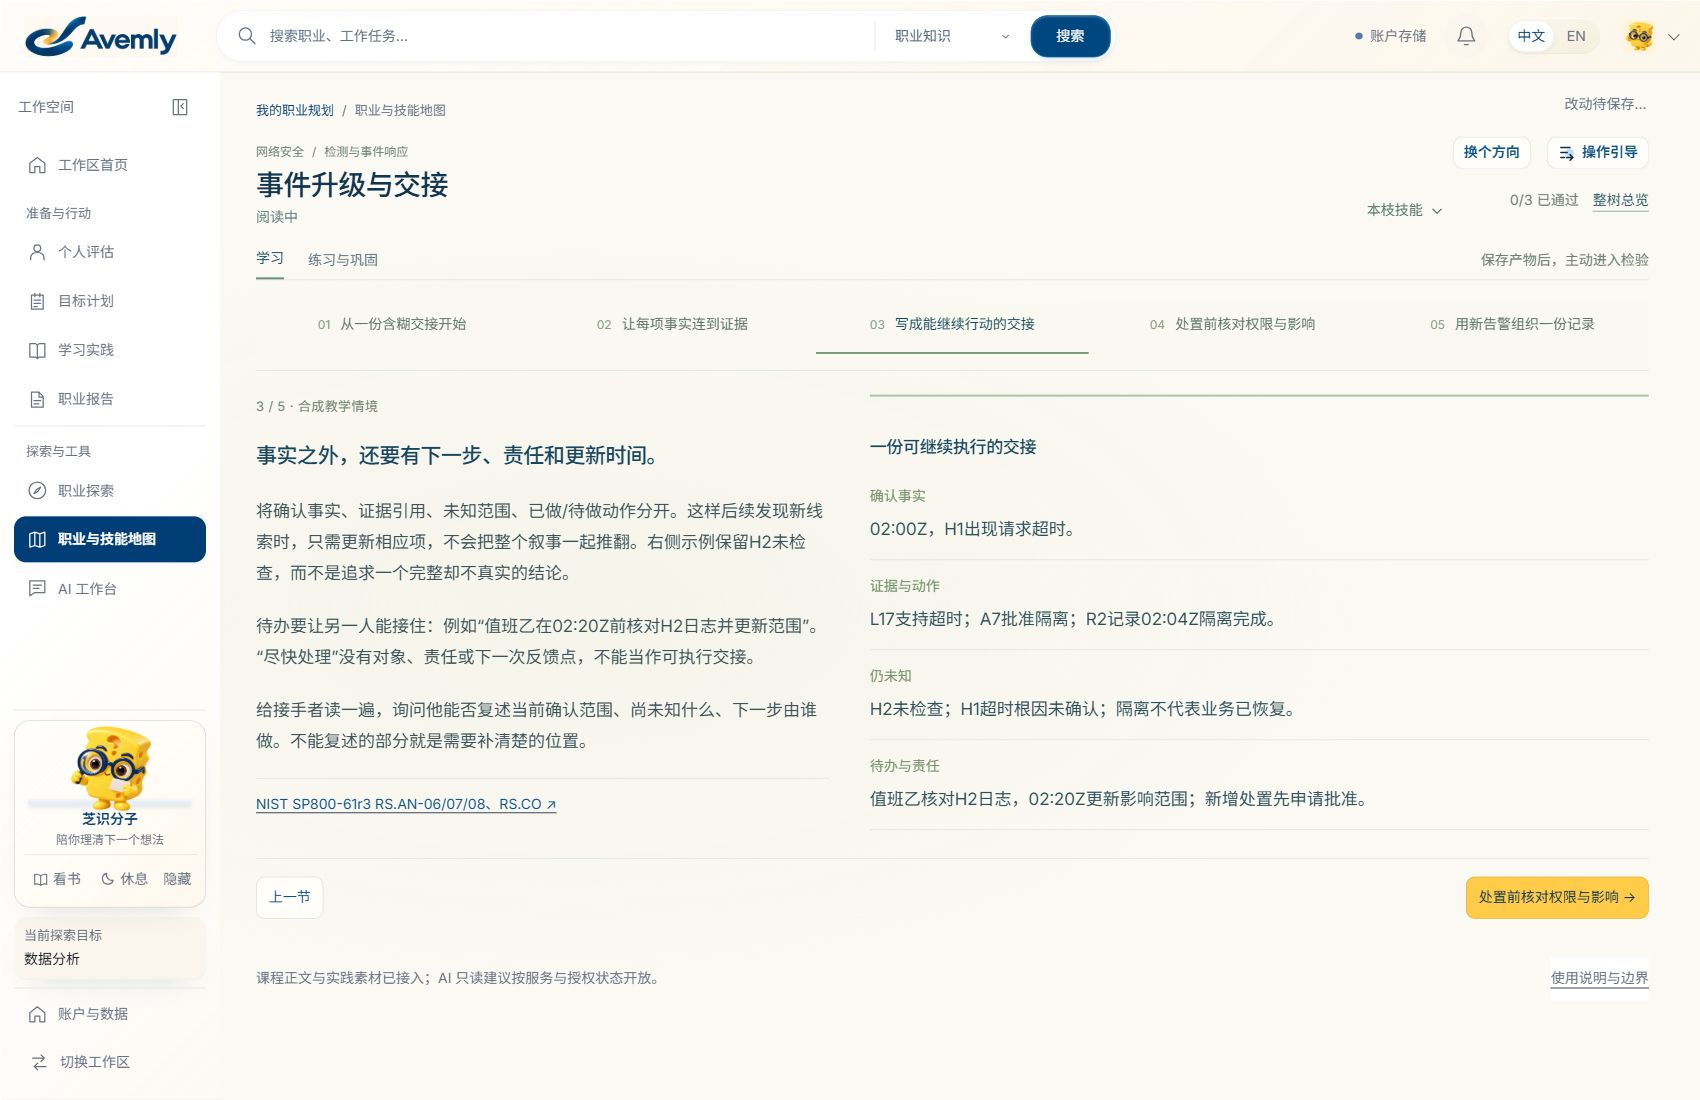 Avemly
搜索职业、工作任务...
职业知识
搜索
账户存储
中文
EN
工作空间
工作区首页
准备与行动
个人评估
目标计划
学习实践
职业报告
探索与工具
职业探索
职业与技能地图
AI 工作台
芝识分子
陪你理清下一个想法
看书
休息
隐藏
当前探索目标
数据分析
账户与数据
切换工作区
我的职业规划 / 职业与技能地图
改动待保存...
网络安全 / 检测与事件响应
换个方向
操作引导
事件升级与交接
阅读中
本枝技能
0/3 已通过
整树总览
学习
练习与巩固
保存产物后，主动进入检验
01 从一份含糊交接开始
02 让每项事实连到证据
03 写成能继续行动的交接
04 处置前核对权限与影响
05 用新告警组织一份记录
3 / 5 · 合成教学情境
事实之外，还要有下一步、责任和更新时间。
将确认事实、证据引用、未知范围、已做/待做动作分开。这样后续发现新线
索时，只需更新相应项，不会把整个叙事一起推翻。右侧示例保留H2未检
查，而不是追求一个完整却不真实的结论。
待办要让另一人能接住：例如“值班乙在02:20Z前核对H2日志并更新范围”。
“尽快处理”没有对象、责任或下一次反馈点，不能当作可执行交接。
给接手者读一遍，询问他能否复述当前确认范围、尚未知什么、下一步由谁
做。不能复述的部分就是需要补清楚的位置。
NIST SP800-61r3 RS.AN-06/07/08、RS.CO ↗
一份可继续执行的交接
确认事实
02:00Z，H1出现请求超时。
证据与动作
L17支持超时；A7批准隔离；R2记录02:04Z隔离完成。
仍未知
H2未检查；H1超时根因未确认；隔离不代表业务已恢复。
待办与责任
值班乙核对H2日志，02:20Z更新影响范围；新增处置先申请批准。
上一节
处置前核对权限与影响 →
课程正文与实践素材已接入；AI 只读建议按服务与授权状态开放。
使用说明与边界